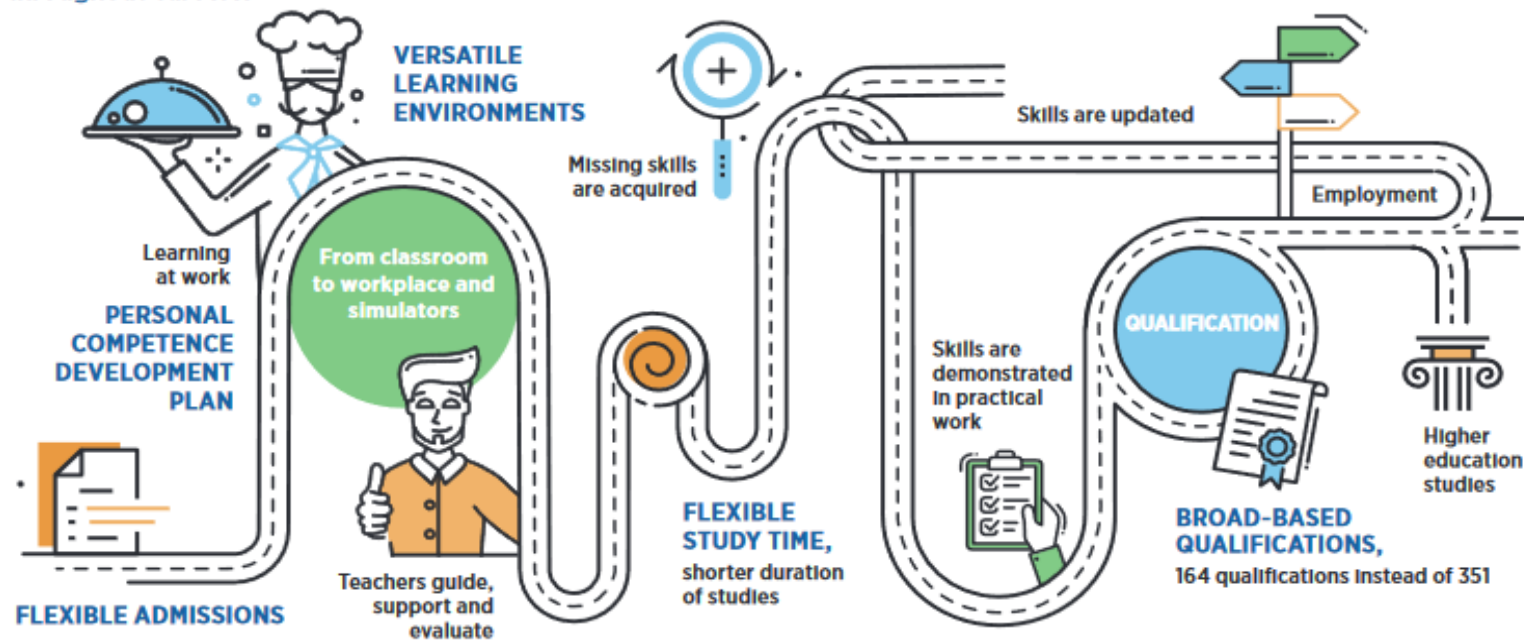 VERSATILE
LEARNING
ENVIRONMENTS
Learning
at work
PERSONAL
COMPETENCE
DEVELOPMENT
PLAN
From classroom
to workplace and
simulators
FLEXIBLE ADMISSIONS
Teachers guide,
support and
evaluate
Missing skills
are acquired
FLEXIBLE
STUDY TIME,
shorter duration
of studies
Skills are updated
Employment
Skills are
demonstrated
in practical
work
QUALIFICATION
BROAD-BASED
QUALIFICATIONS,
164 qualifications instead of 351
Higher
education
studies